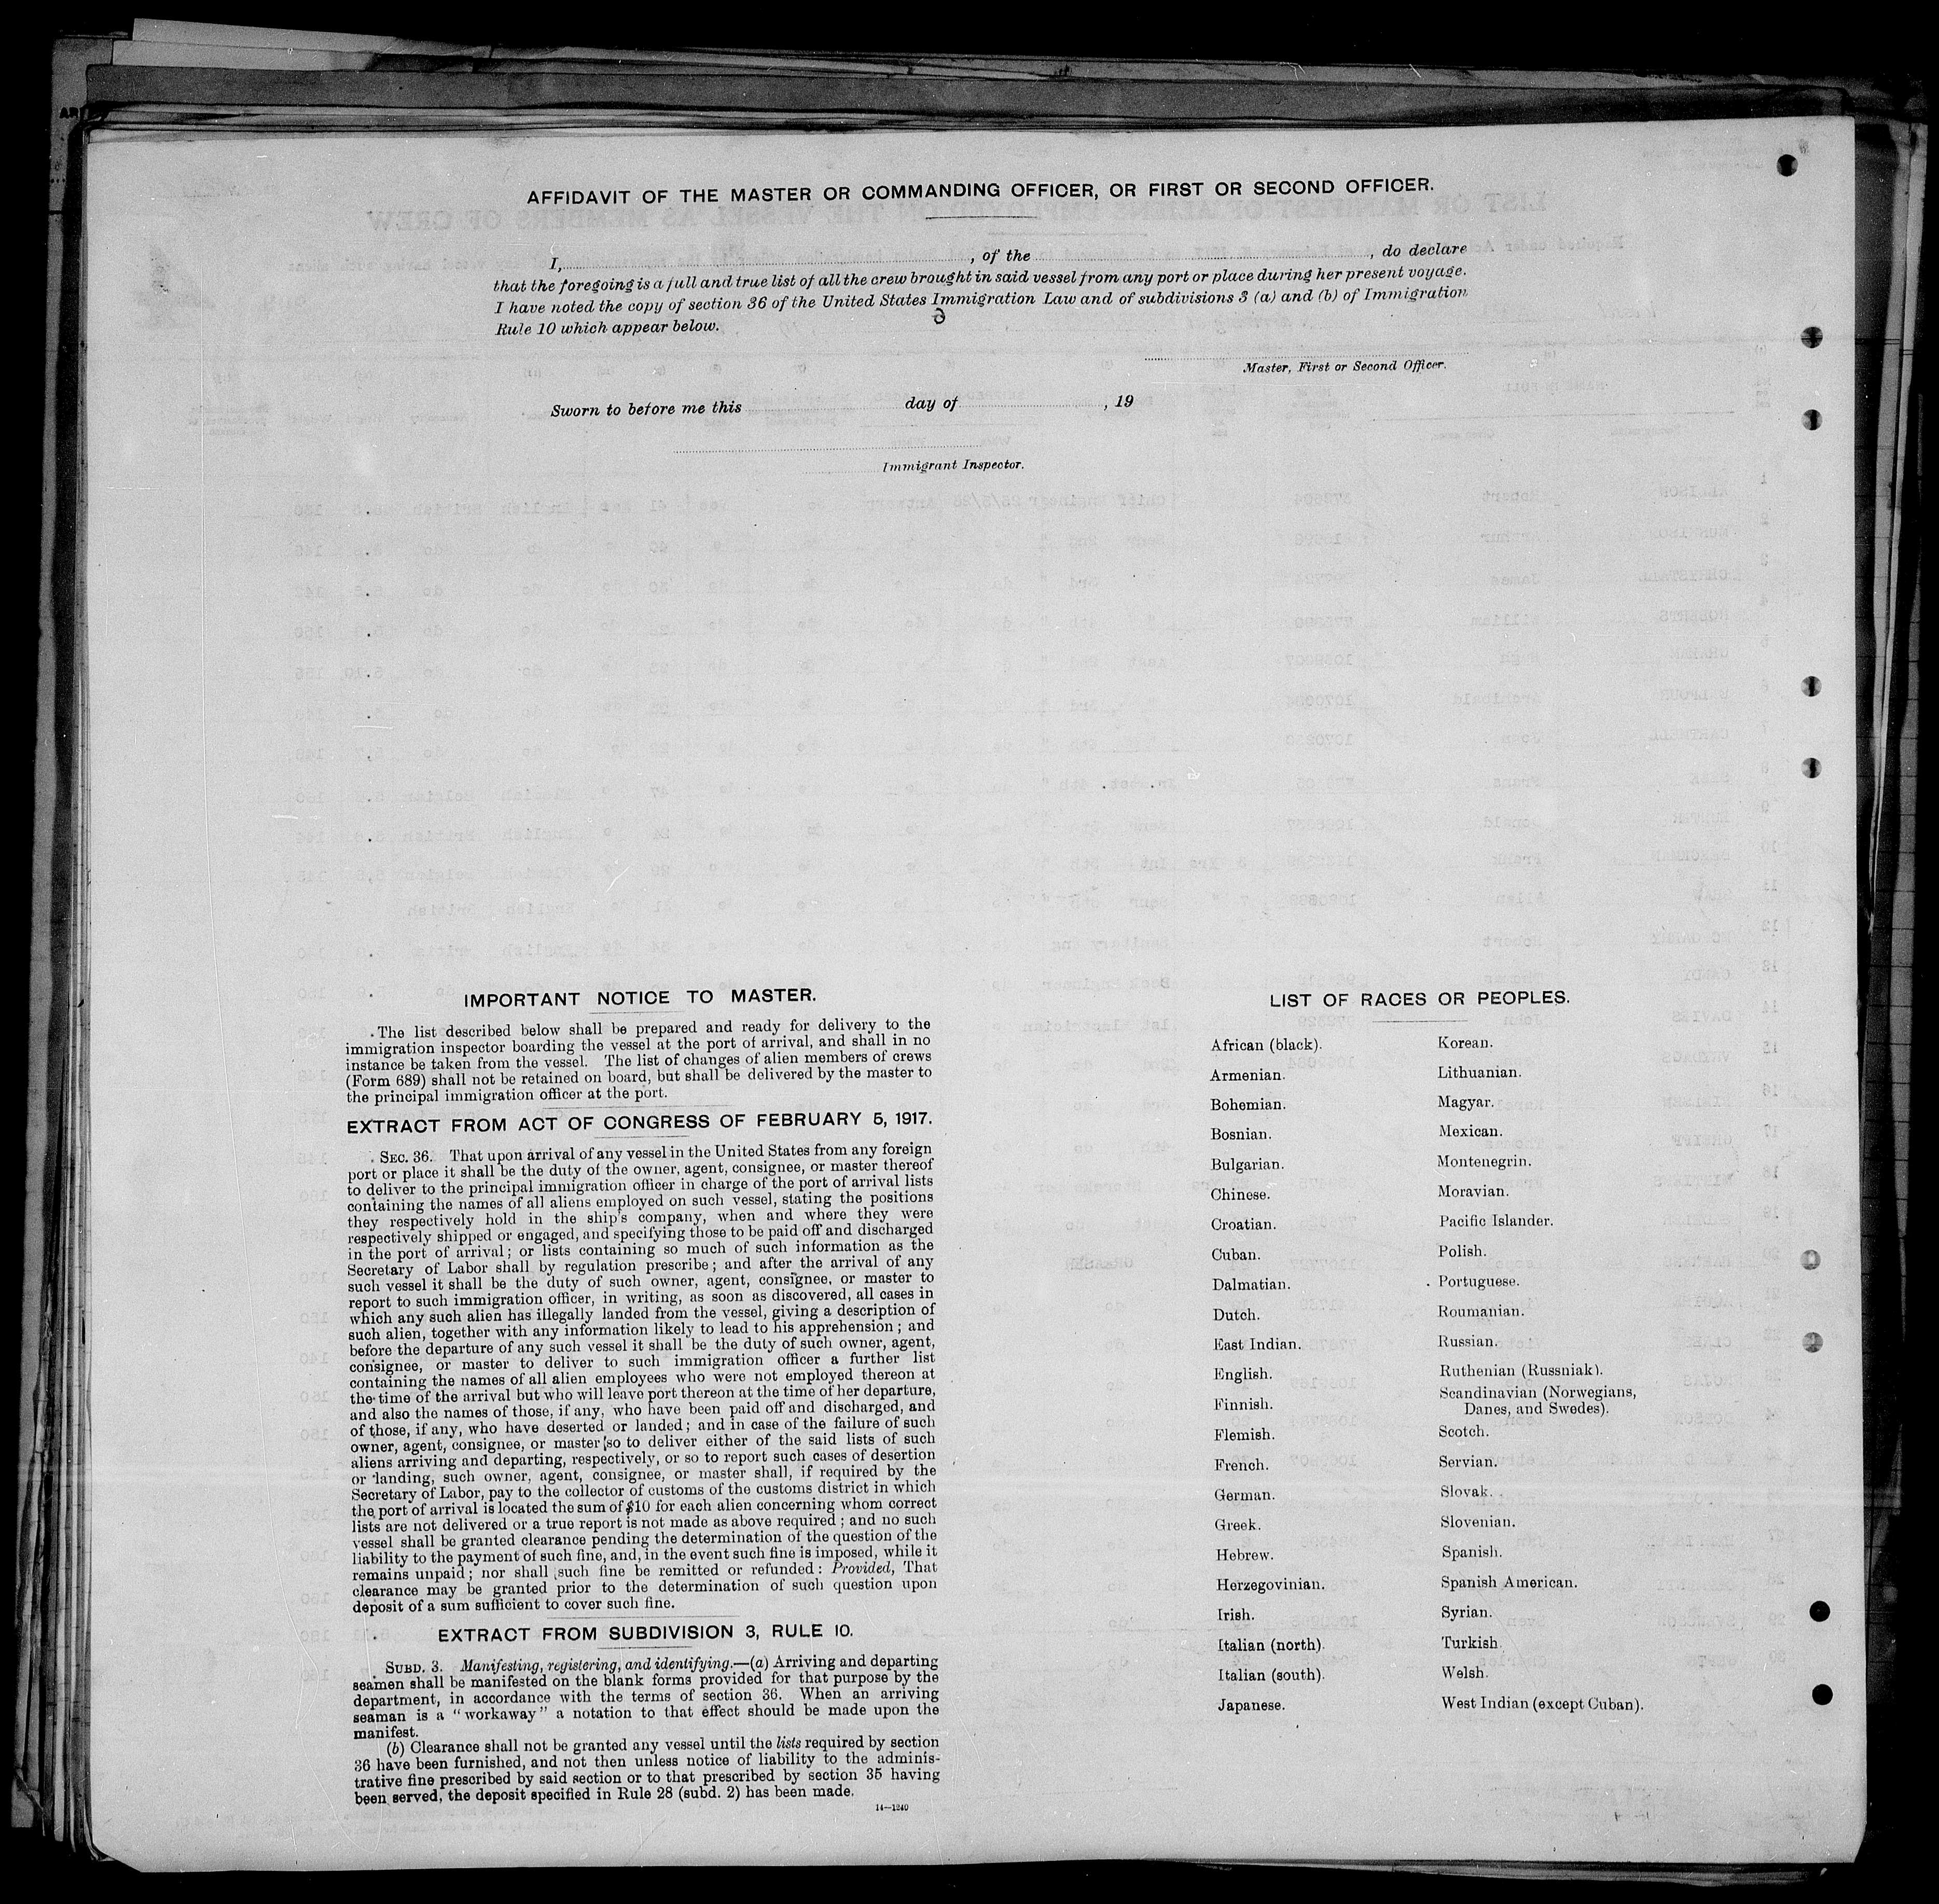 AFFIDAVIT OF THE MASTER OR COMMANDING OFFICER, OR FIRST OR SECOND OFFICER.
I, , of the , do declare
that the foregoing is a full and true list of all the crew brought in said vessel from any port or place during her present voyage.
I have noted the copy of section 36 of the United States Immigration Law and of subdivisions 3 (a) and (b) of Immigration
Rule 10 which appear below.
Master, First or Second Officer.
Sworn to before me this day of , 19
Immigrant Inspector.
IMPORTANT NOTICE TO MASTER.
The list described below shall be prepared and ready for delivery to the
immigration inspector boarding the vessel at the port of arrival, and shall in no
instance be taken from the vessel. The list of changes of alien members of crews
(Form 689) shall not be retained on board, but shall be delivered by the master to
the principal immigration officer at the port.
EXTRACT FROM ACT OF CONGRESS OF FEBRUARY 5, 1917.
SEC. 36. That upon arrival of any vessel in the United States from any foreign
port or place it shall be the duty of the owner, agent, consignee, or master thereof
to deliver to the principal immigration officer in charge of the port of arrival lists
containing the names of all aliens employed on such vessel, stating the positions
they respectively hold in the ship's company, when and where they were
respectively shipped or engaged, and specifying those to be paid off and discharged
in the port of arrival; or lists containing so much of such information as the
Secretary of Labor shall by regulation prescribe; and after the arrival of any
such vessel it shall be the duty of such owner, agent, consignee, or master to
report to such immigration officer, in writing, as soon as discovered, all cases in
which any such alien has illegally landed from the vessel, giving a description of
such alien, together with any information likely to lead to his apprehension; and
before the departure of any such vessel it shall be the duty of such owner, agent,
consignee, or master to deliver to such immigration officer a further list
containing the names of all alien employees who were not employed thereon at
the time of the arrival but who will leave port thereon at the time of her departure,
and also the names of those, if any, who have been paid off and discharged, and
of those, if any, who have deserted or landed; and in case of the failure of such
owner, agent, consignee, or master so to deliver either of the said lists of such
aliens arriving and departing, respectively, or so to report such cases of desertion
or landing, such owner, agent, consignee, or master shall, if required by the
Secretary of Labor, pay to the collector of customs of the customs district in which
the port of arrival is located the sum of $10 for each alien concerning whom correct
lists are not delivered or a true report is not made as above required; and no such
vessel shall be granted clearance pending the determination of the question of the
liability to the payment of such fine, and, in the event such fine is imposed, while it
remains unpaid; nor shall such fine be remitted or refunded: Provided, That
clearance may be granted prior to the determination of such question upon
deposit of a sum sufficient to cover such fine.
EXTRACT FROM SUBDIVISION 3, RULE 10.
SUBD. 3. Manifesting, registering, and identifying.—(a) Arriving and departing
seamen shall be manifested on the blank forms provided for that purpose by the
department, in accordance with the terms of section 36. When an arriving
seaman is a "workaway" a notation to that effect should be made upon the
manifest.
(b) Clearance shall not be granted any vessel until the lists required by section
36 have been furnished, and not then unless notice of liability to the adminis-
trative fine prescribed by said section or to that prescribed by section 35 having
been served, the deposit specified in Rule 28 (subd. 2) has been made.
14—1240
LIST OF RACES OR PEOPLES.
African (black).
Armenian.
Bohemian.
Bosnian.
Bulgarian.
Chinese.
Croatian.
Cuban.
Dalmatian.
Dutch.
East Indian.
English.
Finnish.
Flemish.
French.
German.
Greek.
Hebrew.
Herzegovinian.
Irish.
Italian (north).
Italian (south).
Japanese.
Korean.
Lithuanian.
Magyar.
Mexican.
Montenegrin.
Moravian.
Pacific Islander.
Polish.
Portuguese.
Roumanian.
Russian.
Ruthenian (Russniak).
Scandinavian (Norwegians,
Danes, and Swedes).
Scotch.
Servian.
Slovak.
Slovenian.
Spanish.
Spanish American.
Syrian.
Turkish.
Welsh.
West Indian (except Cuban).